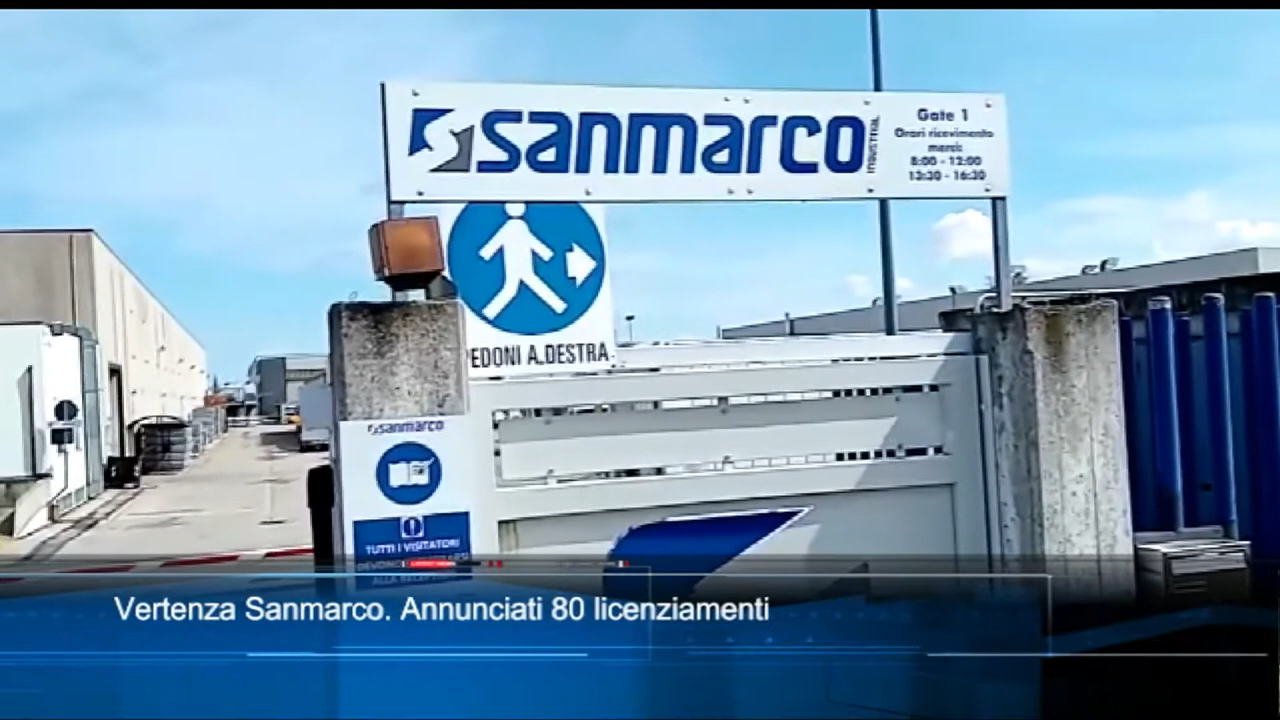 sanmarco
INDUSTRIAL
Gate 1
Orari ricevimento
merci:
8:00 - 12:00
13:30 - 16:30
PEDONI A DESTRA
sanmarco
TUTTI I VISITATORI
Vertenza Sanmarco. Annunciati 80 licenziamenti